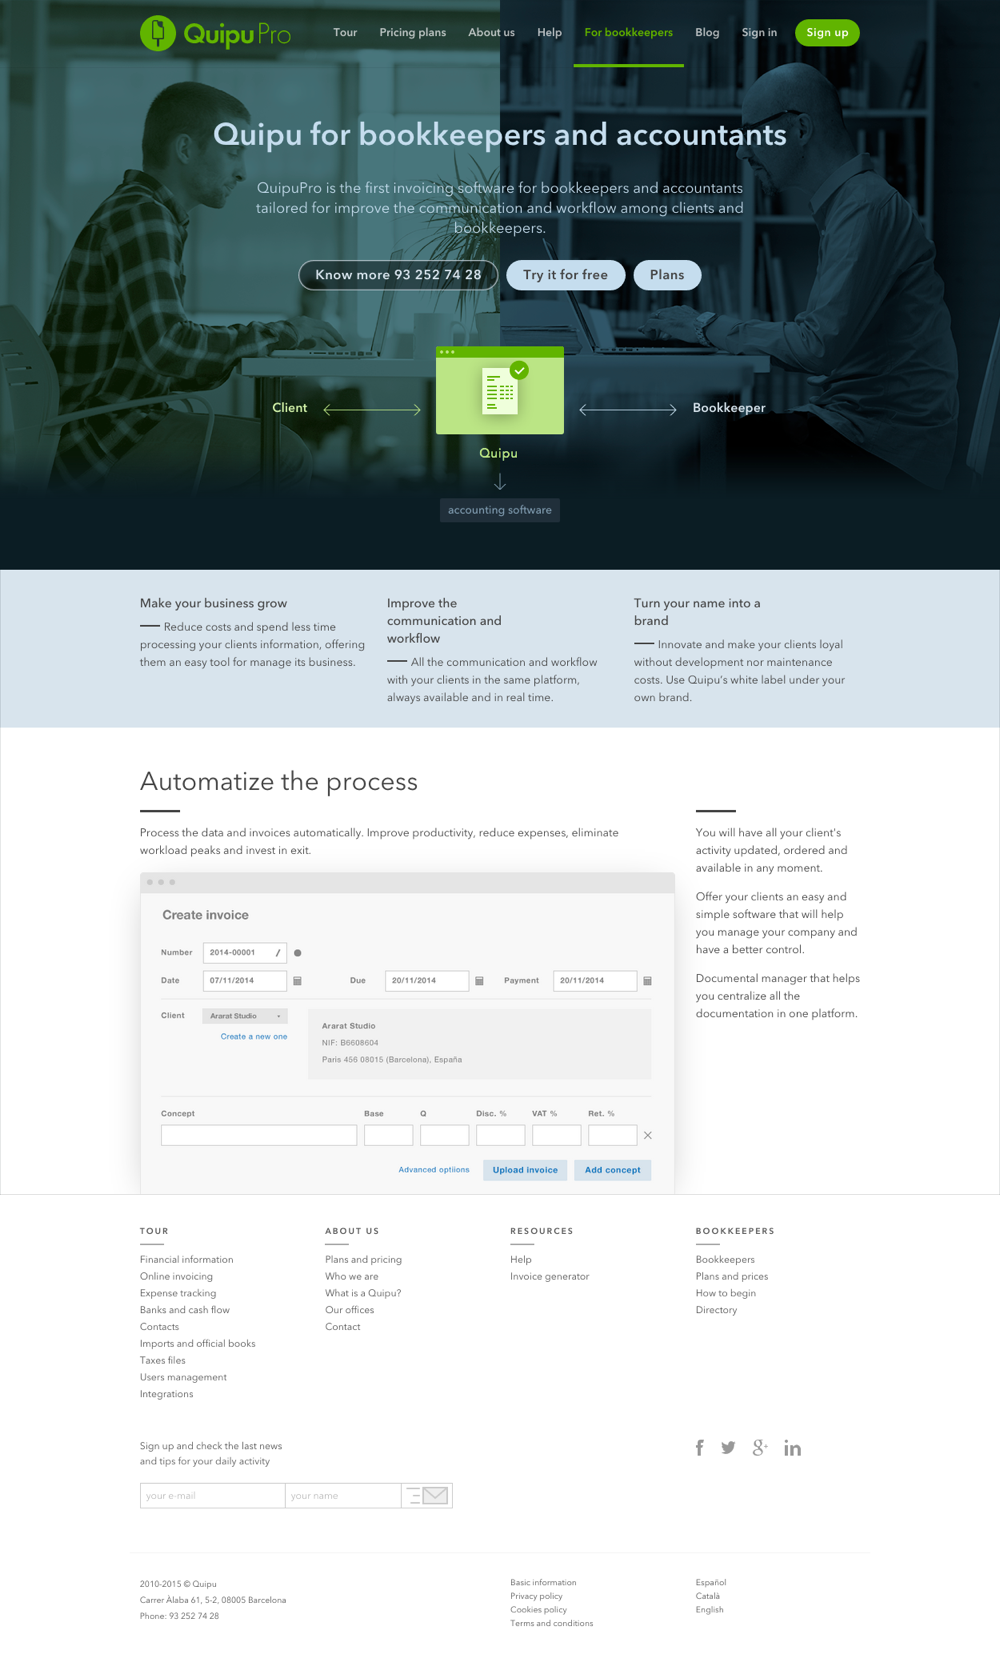 Quipu Pro
Tour
Pricing plans
About us
Help
For bookkeepers
Blog
Sign in
Sign up
Quipu for bookkeepers and accountants
QuipuPro is the first invoicing software for bookkeepers and accountants
tailored for improve the communication and workflow among clients and
bookkeepers.
Know more 93 252 74 28
Try it for free
Plans
Client
Bookkeeper
Quipu
accounting software
Make your business grow
Reduce costs and spend less time
processing your clients information, offering
them an easy tool for manage its business.
Improve the
communication and
workflow
All the communication and workflow
with your clients in the same platform,
always available and in real time.
Turn your name into a
brand
Innovate and make your clients loyal
without development nor maintenance
costs. Use Quipu's white label under your
own brand.
Automatize the process
Process the data and invoices automatically. Improve productivity, reduce expenses, eliminate
workload peaks and invest in exit.
Create invoice
Number
2014-00001 /
Date
07/11/2014
Due
20/11/2014
Payment
20/11/2014
Client
Ararat Studio
Create a new one
Ararat Studio
NIF: B6608604
Paris 456 08015 (Barcelona), España
Concept
Base
Q
Disc. %
VAT %
Ret. %
Advanced optiions
Upload invoice
Add concept
You will have all your client's
activity updated, ordered and
available in any moment.
Offer your clients an easy and
simple software that will help
you manage your company and
have a better control.
Documental manager that helps
you centralize all the
documentation in one platform.
TOUR
Financial information
Online invoicing
Expense tracking
Banks and cash flow
Contacts
Imports and official books
Taxes files
Users management
Integrations
ABOUT US
Plans and pricing
Who we are
What is a Quipu?
Our offices
Contact
RESOURCES
Help
Invoice generator
BOOKKEEPERS
Bookkeepers
Plans and prices
How to begin
Directory
Sign up and check the last news
and tips for your daily activity
your e-mail
your name
2010-2015 © Quipu
Carrer Àlaba 61, 5-2, 08005 Barcelona
Phone: 93 252 74 28
Basic information
Privacy policy
Cookies policy
Terms and conditions
Español
Català
English